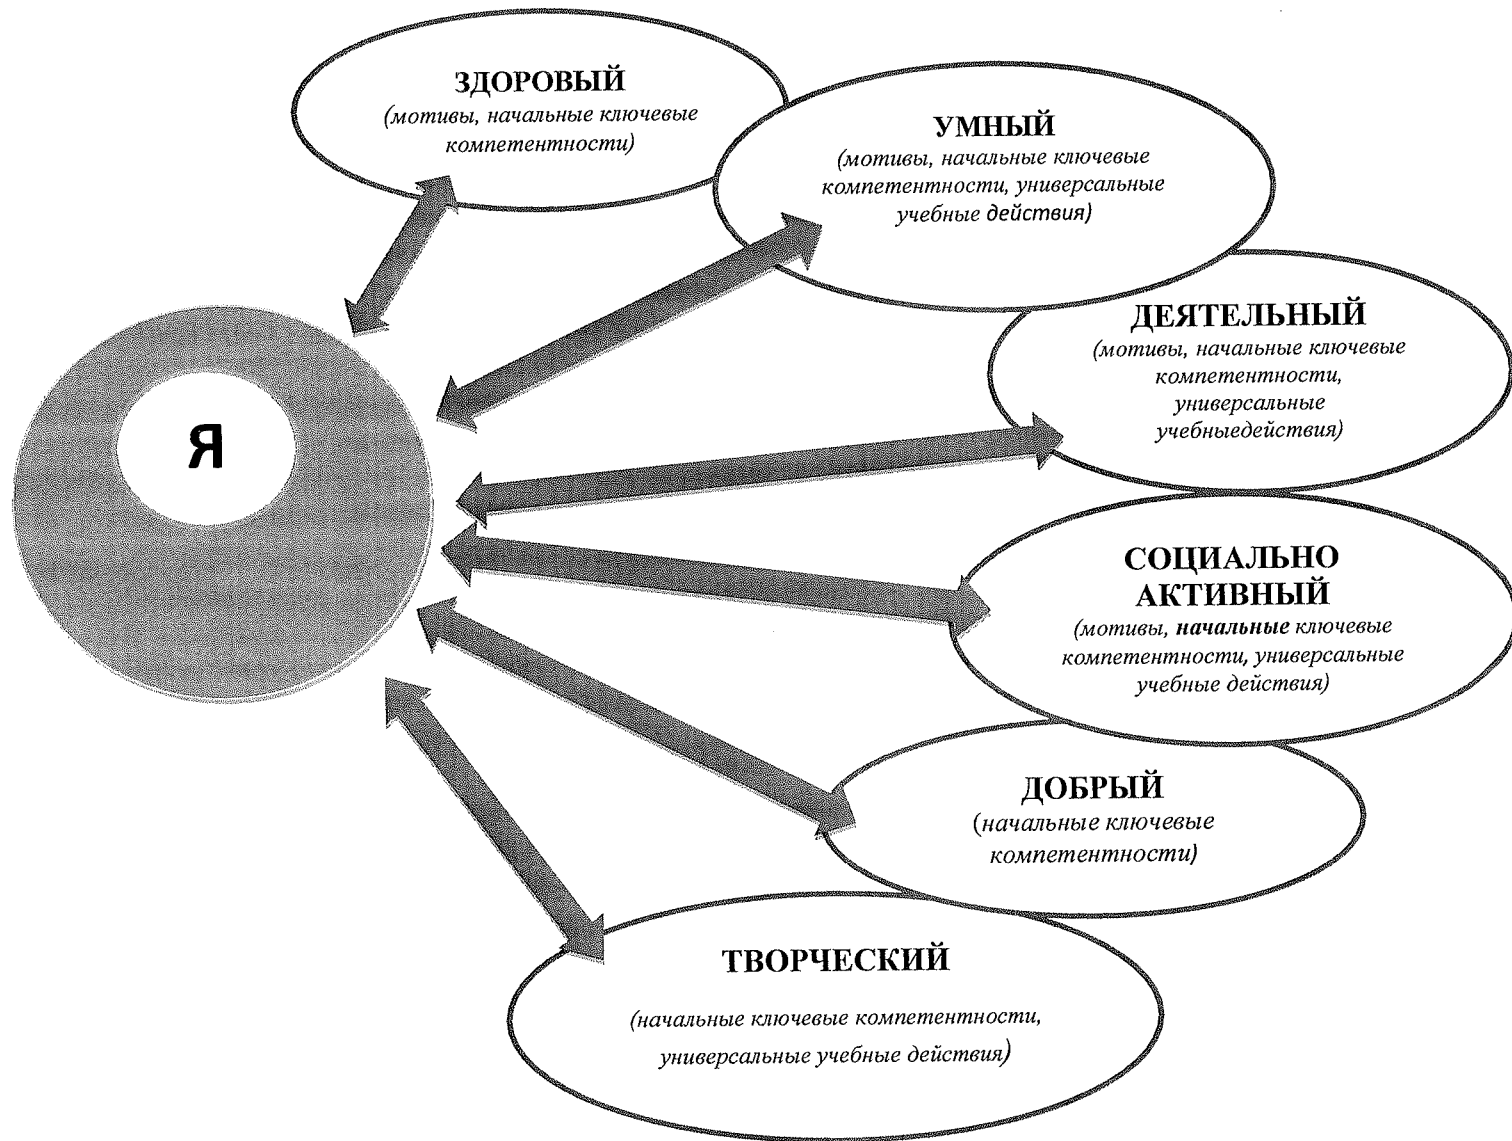 ЗДОРОВЫЙ
(мотивы, начальные ключевые
компетентности)
УМНЫЙ
(мотивы, начальные ключевые
компетентности, универсальные
учебные действия)
ДЕЯТЕЛЬНЫЙ
(мотивы, начальные ключевые
компетентности,
универсальные
учебныедействия)
Я
СОЦИАЛЬНО
АКТИВНЫЙ
(мотивы, начальные ключевые
компетентности, универсальные
учебные действия)
ДОБРЫЙ
(начальные ключевые
компетентности)
ТВОРЧЕСКИЙ
(начальные ключевые компетентности,
универсальные учебные действия)